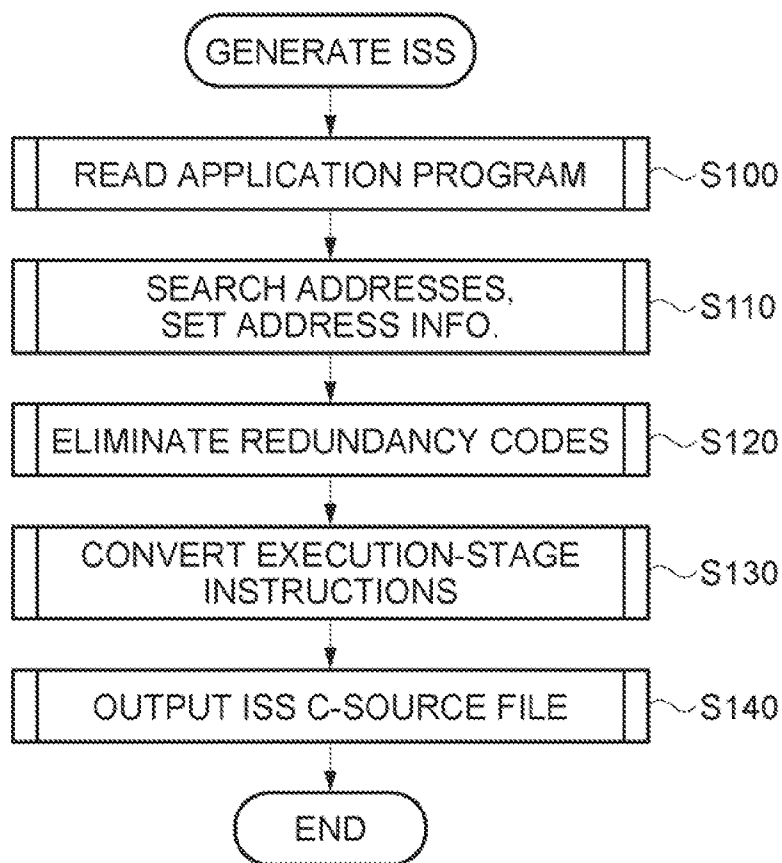 GENERATE ISS
READ APPLICATION PROGRAM
S100
SEARCH ADDRESSES,
SET ADDRESS INFO.
S110
ELIMINATE REDUNDANCY CODES
S120
CONVERT EXECUTION-STAGE
INSTRUCTIONS
S130
OUTPUT ISS C-SOURCE FILE
S140
END